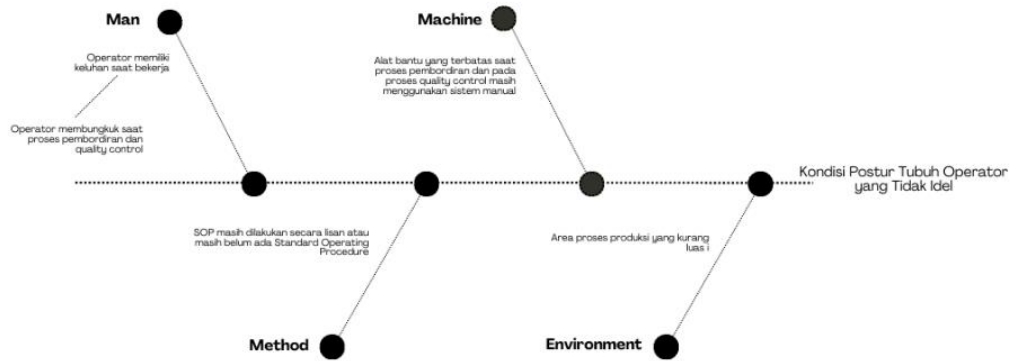 Man
Operator memiliki
keluhan saat bekerja
Operator membungkuk saat
proses pembordiran dan
quality control
Machine
Alat bantu yang terbatas saat
proses pembordiran dan pada
proses quality control masih
menggunakan sistem manual
Kondisi Postur Tubuh Operator
yang Tidak Idel
SOP masih dilakukan secara lisan atau
masih belum ada Standard Operating
Procedure
Method
Area proses produksi yang kurang
luas i
Environment